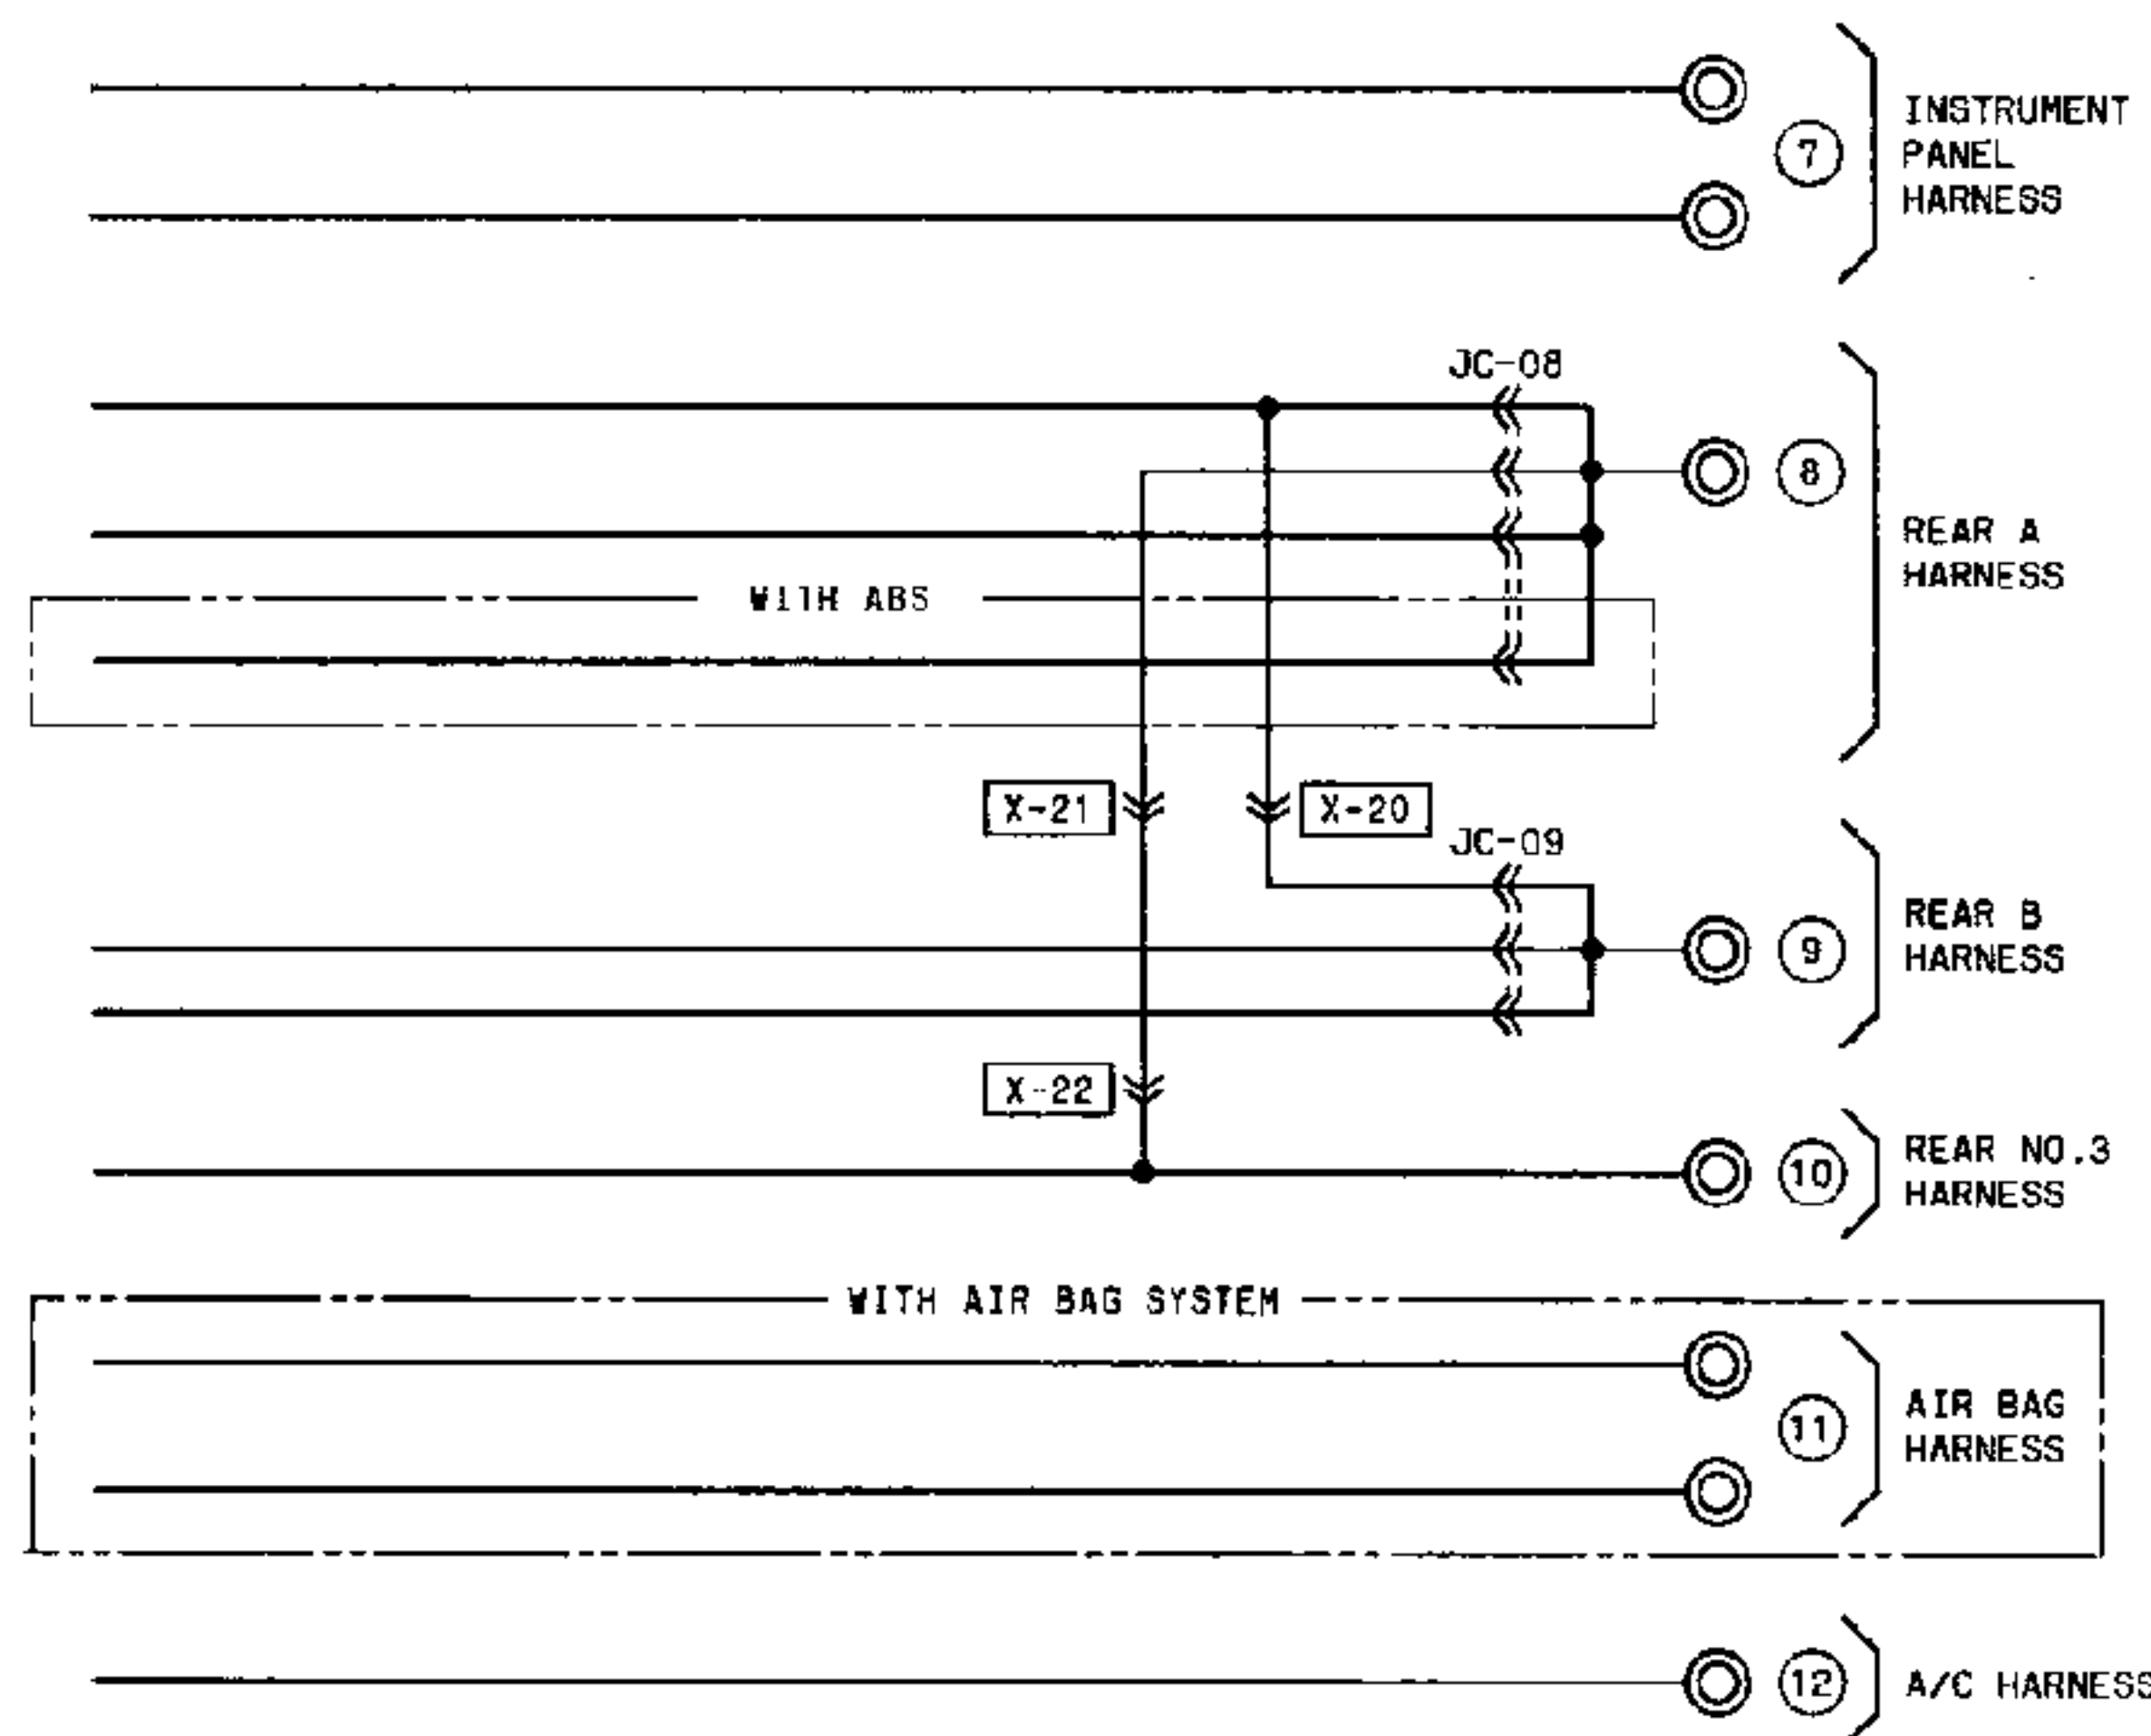 INSTRUMENT
PANEL
HARNESS
7
JC-08
8
REAR A
HARNESS
WITH ABS
X-21
X-20
JC-09
REAR B
HARNESS
9
X-22
REAR NO.3
HARNESS
10
WITH AIR BAG SYSTEM
AIR BAG
HARNESS
11
12
A/C HARNESS